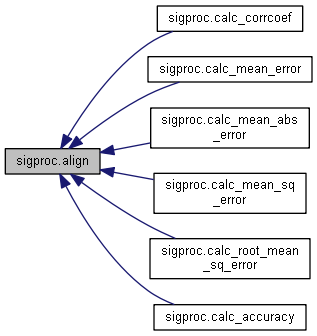 sigproc.calc_corrcoef
sigproc.calc_mean_error
sigproc.calc_mean_abs
_error
sigproc.align
sigproc.calc_mean_sq
_error
sigproc.calc_root_mean
_sq_error
sigproc.calc_accuracy